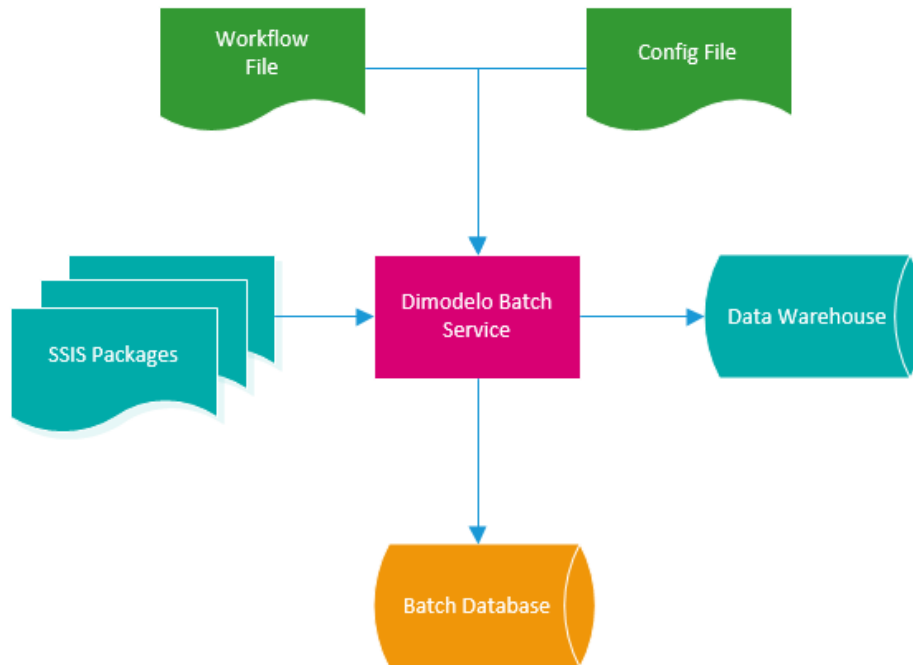 Workflow
File
Config File
SSIS Packages
Dimodelo Batch
Service
Data Warehouse
Batch Database